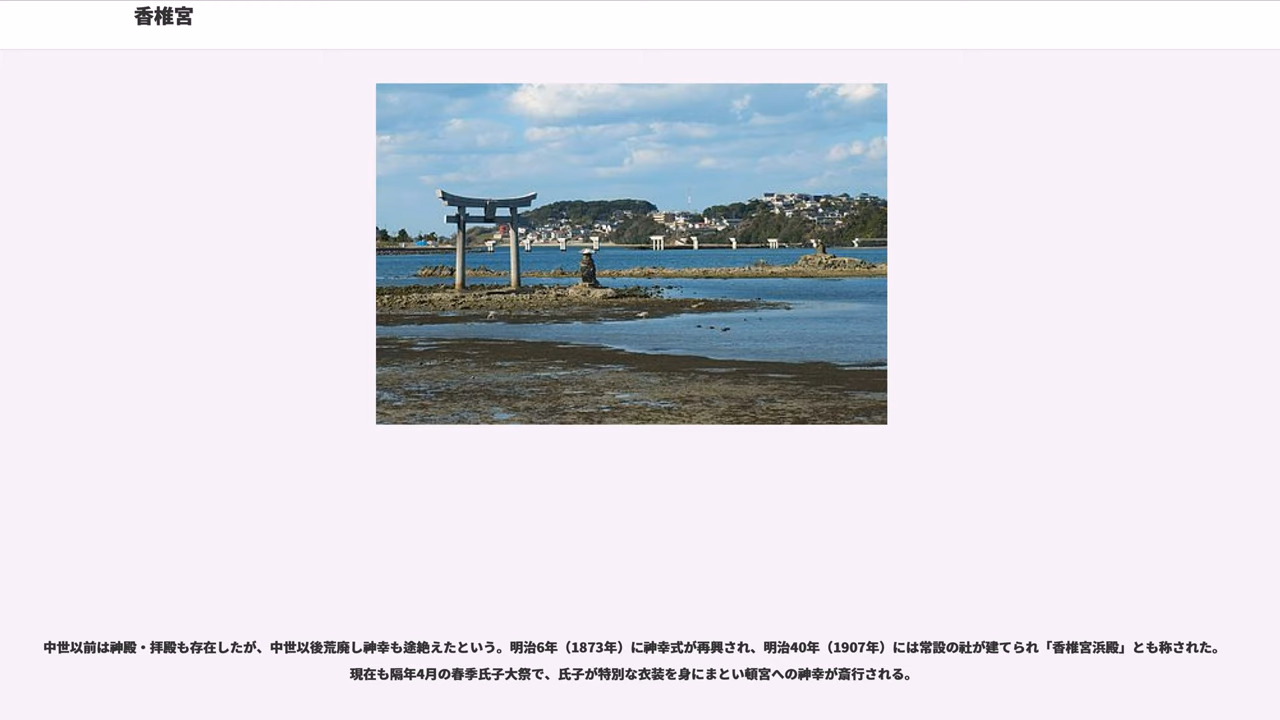 香椎宮
中世以前は神殿・拝殿も存在したが、中世以後荒廃し神幸も途絶えたという。明治6年（1873年）に神幸式が再興され、明治40年（1907年）には常設の社が建てられ「香椎宮浜殿」とも称された。
現在も隔年4月の春季氏子大祭で、氏子が特別な衣装を身にまとい頓宮への神幸が斎行される。